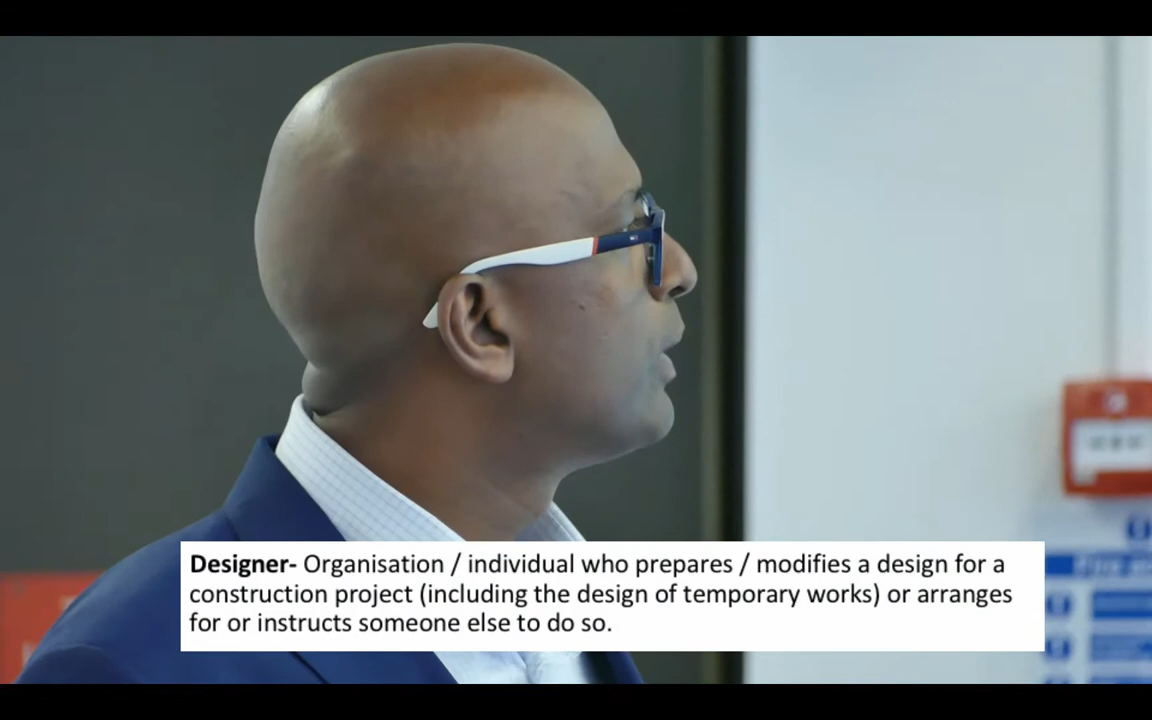 Designer- Organisation / individual who prepares / modifies a design for a
construction project (including the design of temporary works) or arranges
for or instructs someone else to do so.